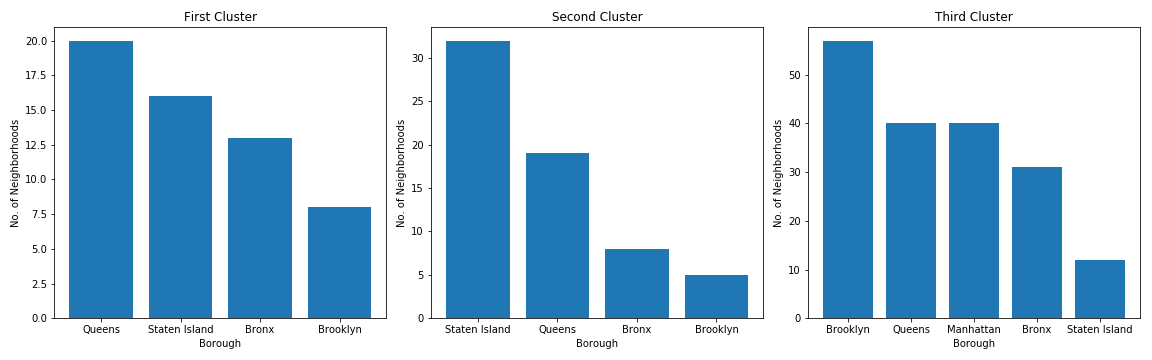 First Cluster
20.0
17.5
15.0
12.5
10.0
7.5
5.0
2.5
0.0
No. of Neighborhoods
Queens Staten Island Bronx Brooklyn
Borough
Second Cluster
30
25
20
15
10
5
0
No. of Neighborhoods
Staten Island Queens Bronx Brooklyn
Borough
Third Cluster
50
40
30
20
10
0
No. of Neighborhoods
Brooklyn Queens Manhattan Bronx Staten Island
Borough